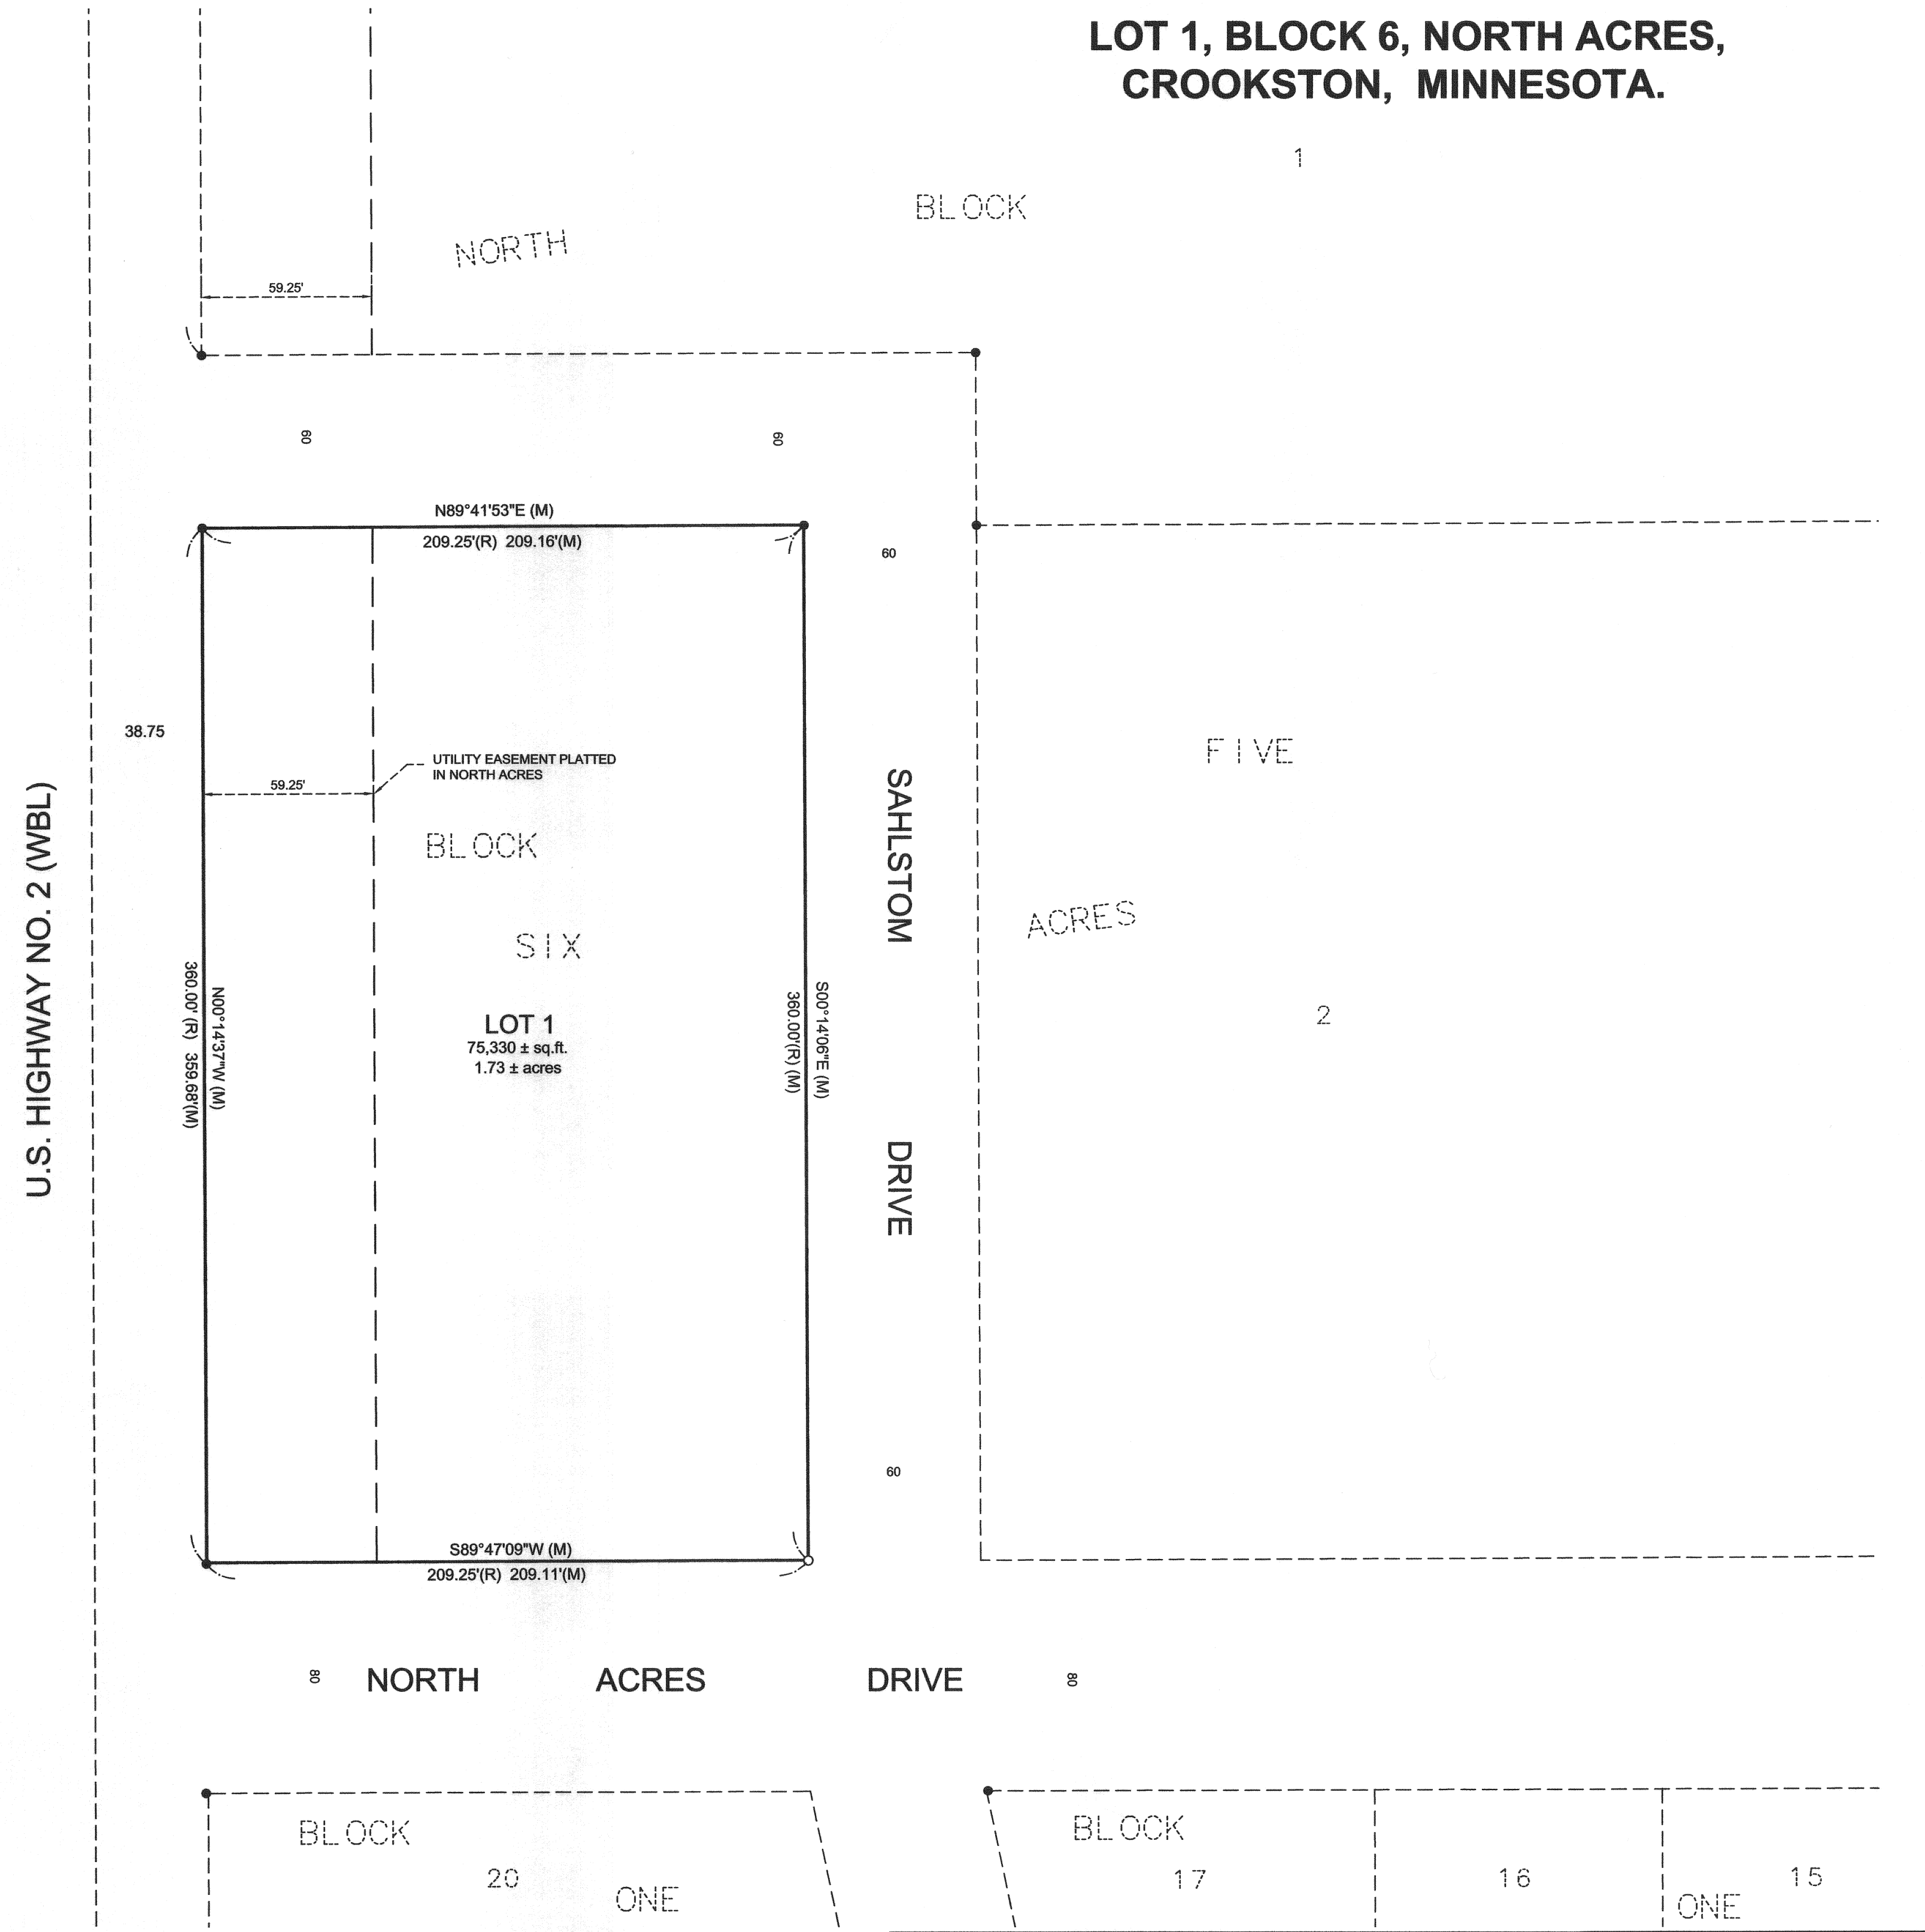 LOT 1, BLOCK 6, NORTH ACRES,
CROOKSTON, MINNESOTA.
1
BLOCK
NORTH
59.25'
60
60
N89°41'53"E (M)
209.25'(R) 209.16'(M)
60
38.75
UTILITY EASEMENT PLATTED
IN NORTH ACRES
59.25'
FIVE
BLOCK
SAHLSTOM DRIVE
ACRES
SIX
U.S. HIGHWAY NO. 2 (WBL)
N00°14'37"W (M)
360.00' (R) 359.68'(M)
LOT 1
75,330 ± sq.ft.
1.73 ± acres
S00°14'06"E (M)
360.00'(R) (M)
2
60
S89°47'09"W (M)
209.25'(R) 209.11'(M)
80
NORTH ACRES DRIVE
80
BLOCK
BLOCK
20
17
16
15
ONE
ONE